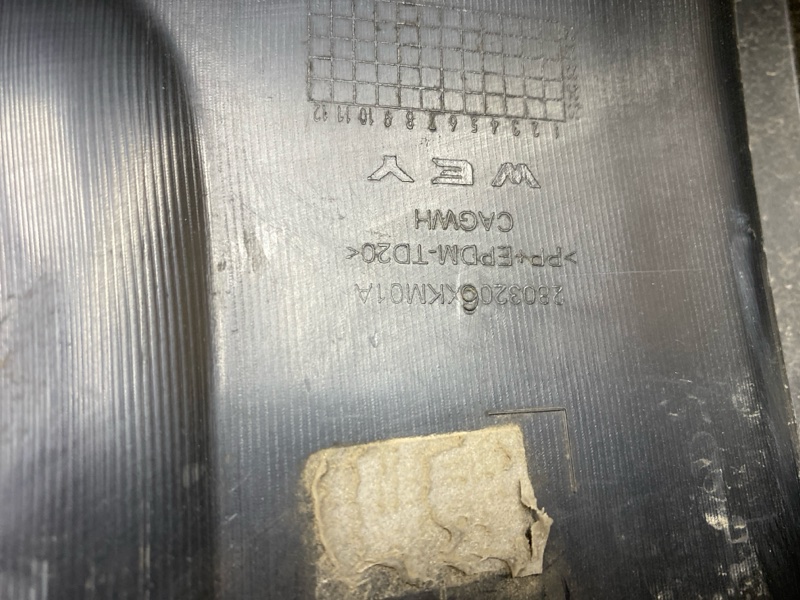 2803206XKM01A
>PP+EPDM-TD20<
CAGWH
WEY
1 2 3 4 5 6 7 8 9 10 11 12